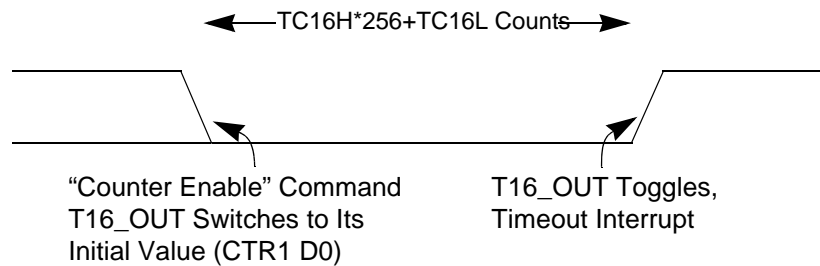 TC16H*256+TC16L Counts
“Counter Enable” Command
T16_OUT Switches to Its
Initial Value (CTR1 D0)
T16_OUT Toggles,
Timeout Interrupt